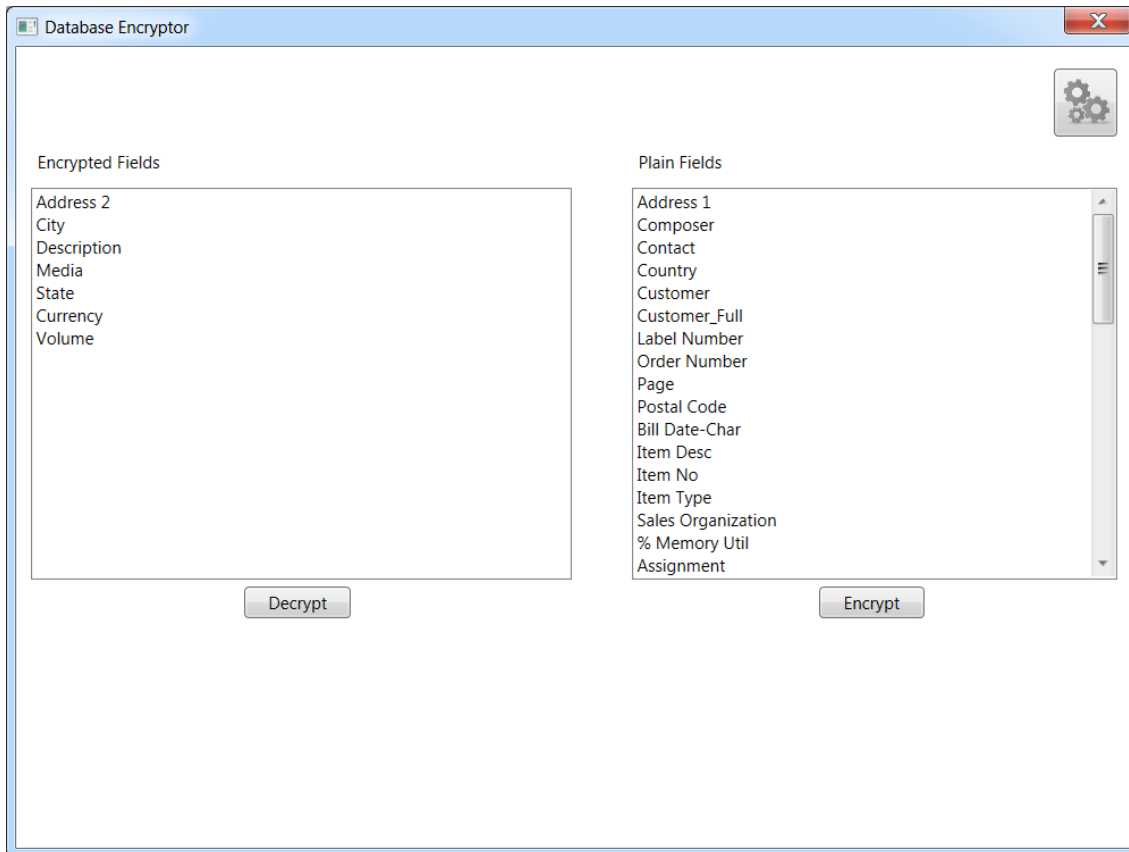 Database Encryptor
Encrypted Fields
Address 2
City
Description
Media
State
Currency
Volume
Decrypt
Plain Fields
Address 1
Composer
Contact
Country
Customer
Customer_Full
Label Number
Order Number
Page
Postal Code
Bill Date-Char
Item Desc
Item No
Item Type
Sales Organization
% Memory Util
Assignment
Encrypt